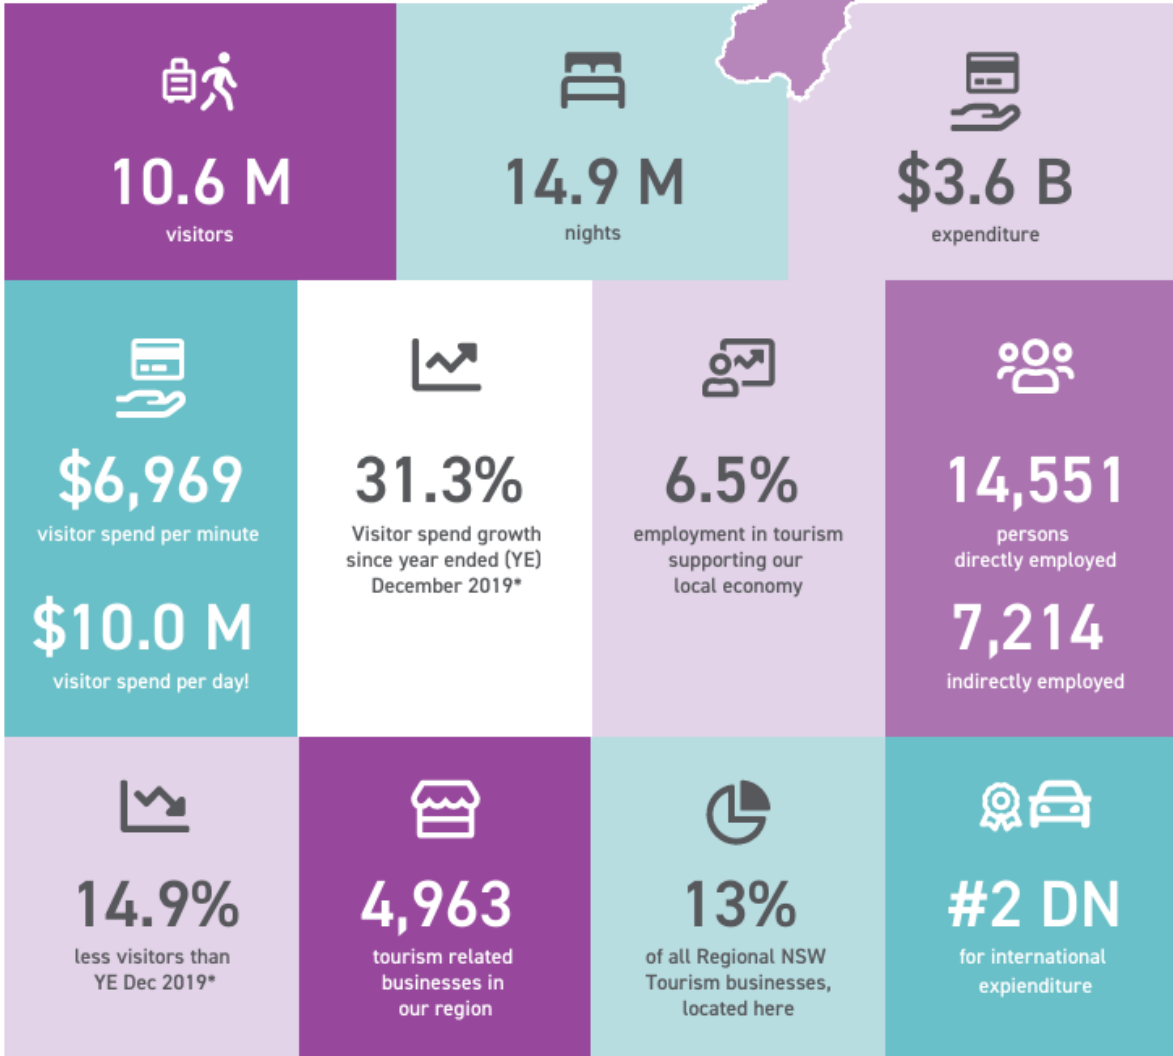 10.6 M
visitors
14.9 M
nights
$3.6 B
expenditure
$6,969
visitor spend per minute
$10.0 M
visitor spend per day!
31.3%
Visitor spend growth
since year ended (YE)
December 2019*
6.5%
employment in tourism
supporting our
local economy
14,551
persons
directly employed
7,214
indirectly employed
14.9%
less visitors than
YE Dec 2019*
4,963
tourism related
businesses in
our region
13%
of all Regional NSW
Tourism businesses,
located here
#2 DN
for international
expienditure